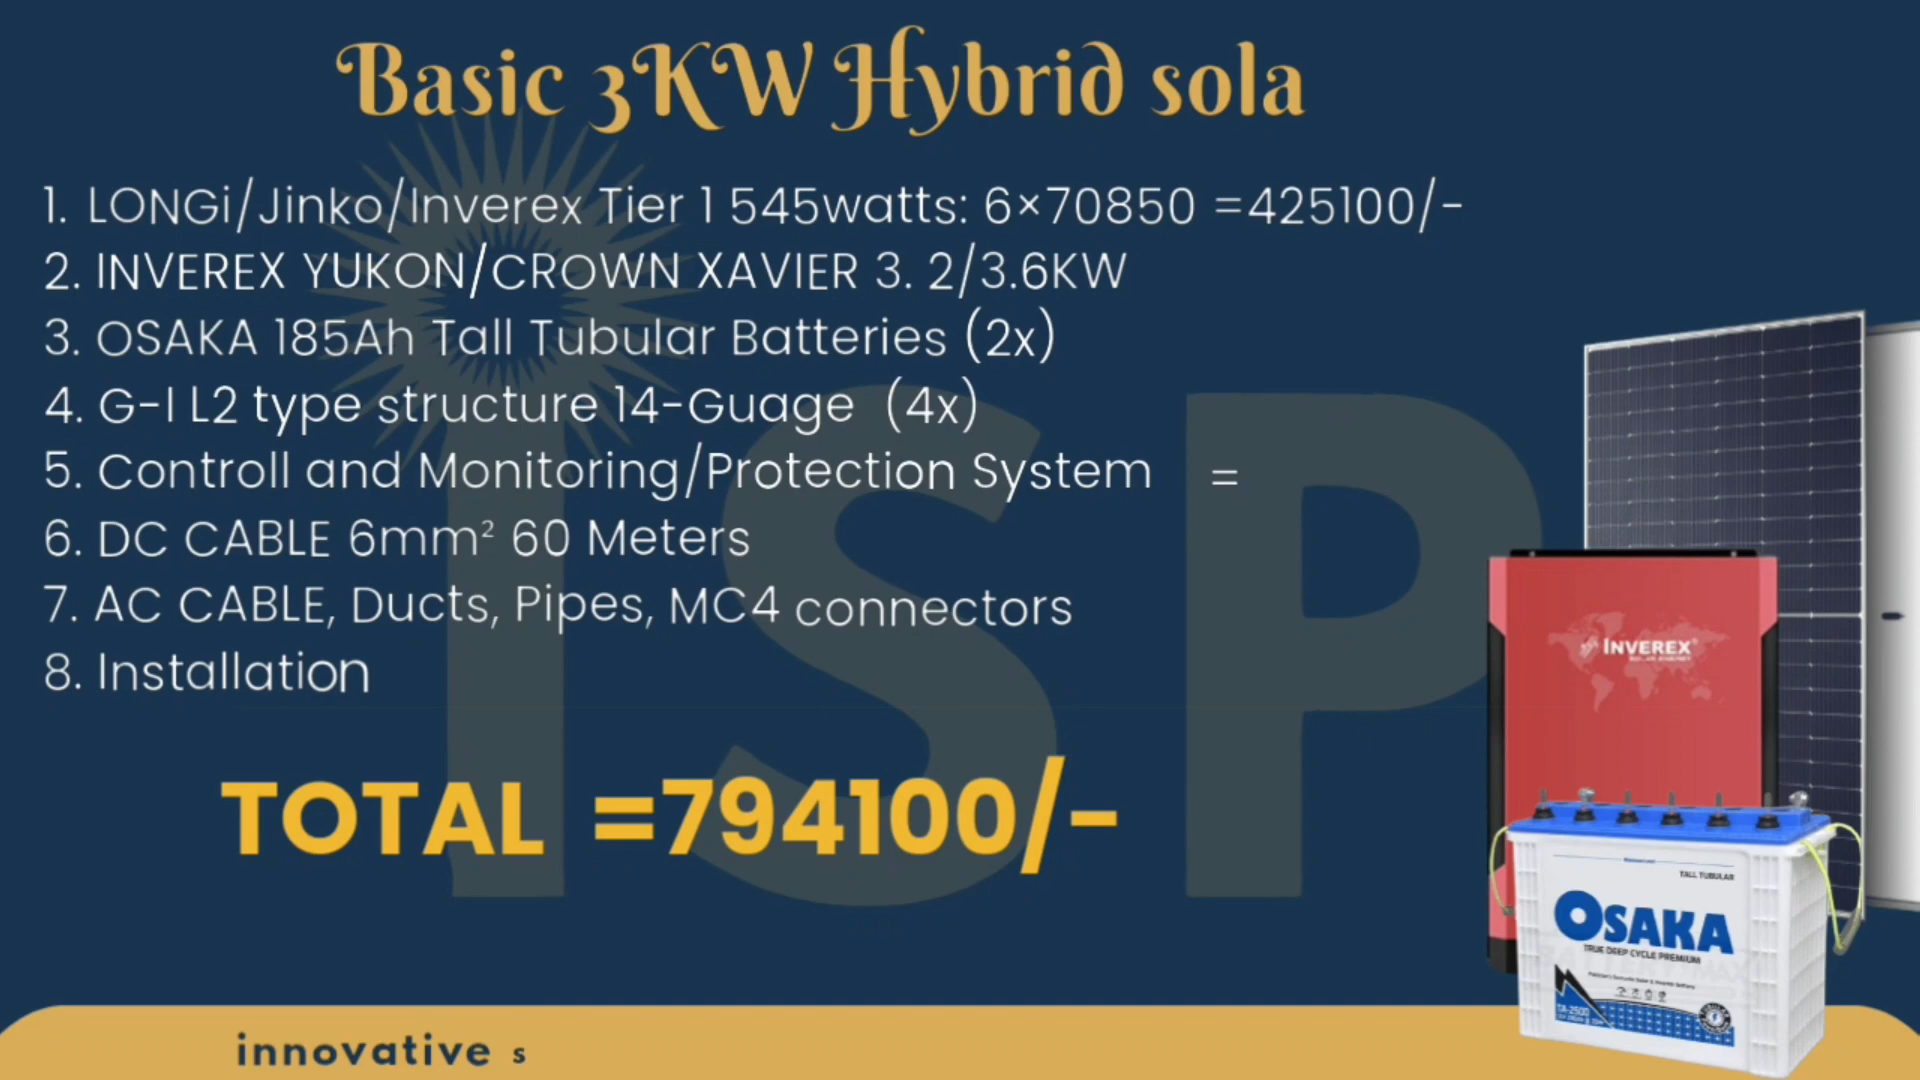 Basic 3KW Hybrid sola
1. LONGi/Jinko/Inverex Tier 1 545watts: 6×70850 =425100/-
2. INVEREX YUKON/CROWN XAVIER 3. 2/3.6KW
3. OSAKA 185Ah Tall Tubular Batteries (2x)
4. G-I L2 type structure 14-Guage (4x)
5. Controll and Monitoring/Protection System =
6. DC CABLE 6mm² 60 Meters
7. AC CABLE, Ducts, Pipes, MC4 connectors
8. Installation
TOTAL =794100/-
ISP
INVEREX
TALL TUBULAR
OSAKA
TRUE DEEP CYCLE PREMIUM
TA-2500
innovative s